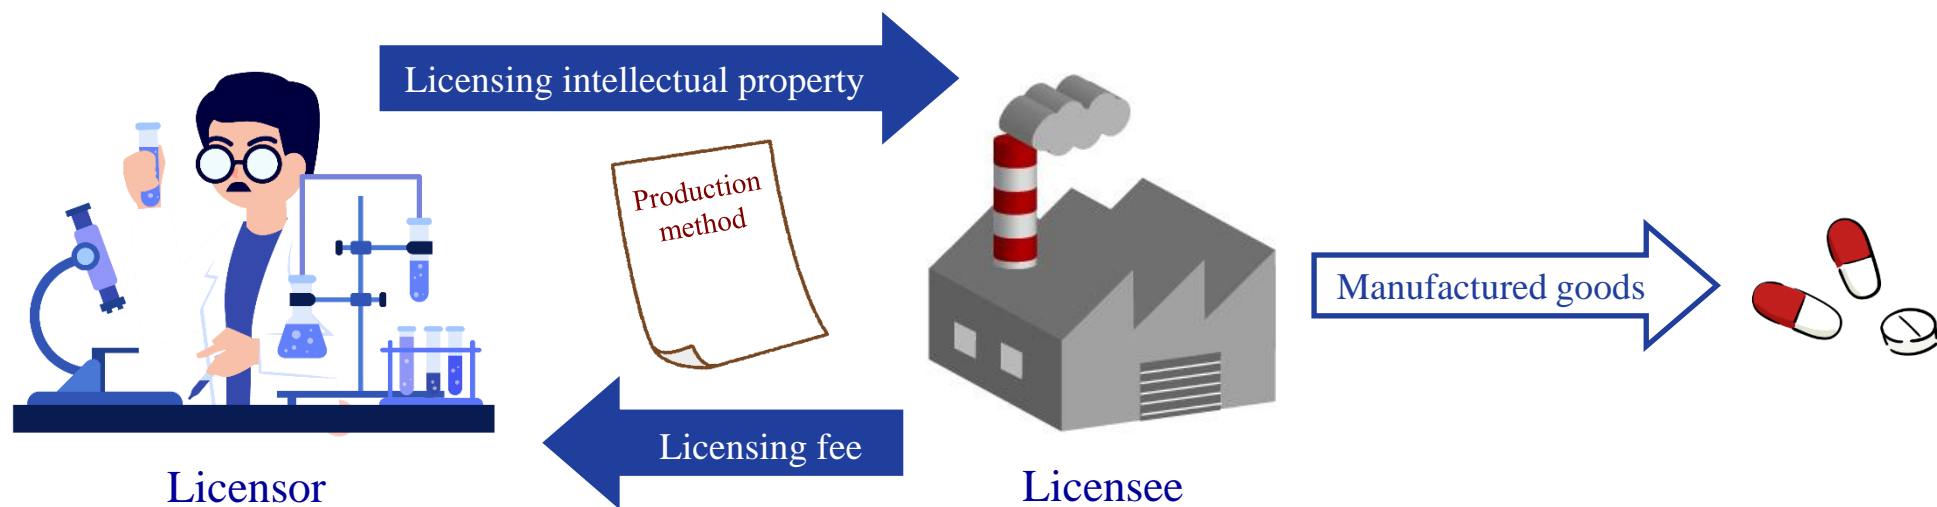 Licensing intellectual property
Production
method
Manufactured goods
Licensing fee
Licensor
Licensee